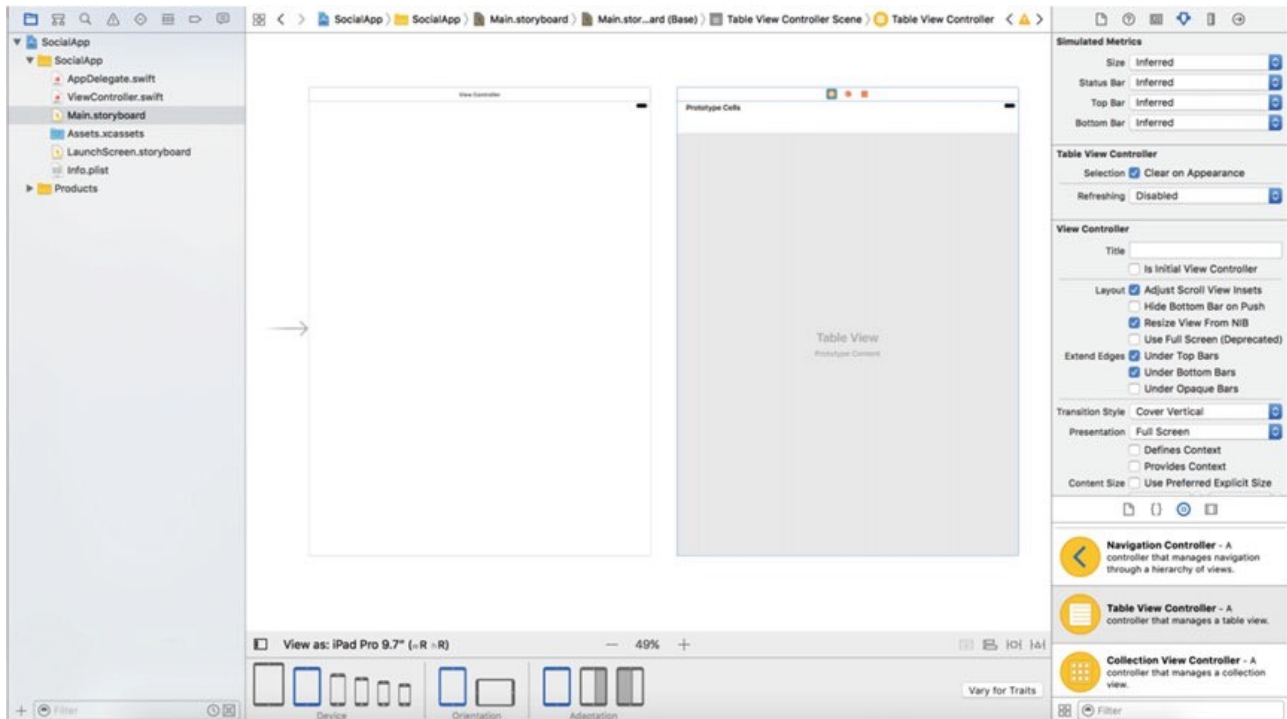 SocialApp
SocialApp
AppDelegate.swift
ViewController.swift
Main.storyboard
Assets.xcassets
LaunchScreen.storyboard
Info.plist
Products
Filter
SocialApp
SocialApp
Main.storyboard
Main.stor...ard (Base)
Table View Controller Scene
Table View Controller
View Controller
Prototype Cells
Table View
Prototype Content
View as: iPad Pro 9.7" (wR hR)
49%
Device
Orientation
Adaptation
Vary for Traits
Simulated Metrics
Size Inferred
Status Bar Inferred
Top Bar Inferred
Bottom Bar Inferred
Table View Controller
Selection Clear on Appearance
Refreshing Disabled
View Controller
Title
Is Initial View Controller
Layout Adjust Scroll View Insets
Hide Bottom Bar on Push
Resize View From NIB
Use Full Screen (Deprecated)
Extend Edges Under Top Bars
Under Bottom Bars
Under Opaque Bars
Transition Style Cover Vertical
Presentation Full Screen
Defines Context
Provides Context
Content Size Use Preferred Explicit Size
Navigation Controller - A
controller that manages navigation
through a hierarchy of views.
Table View Controller - A
controller that manages a table view.
Collection View Controller - A
controller that manages a collection
view.
Filter